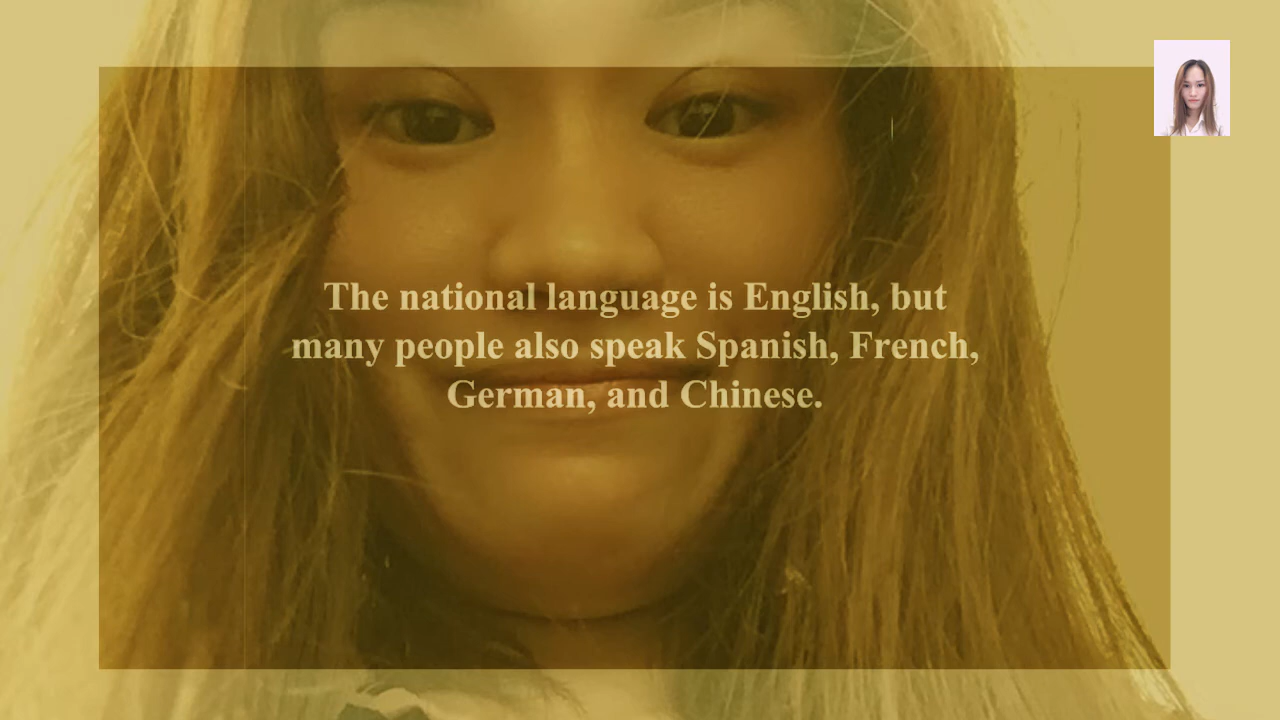 The national language is English, but
many people also speak Spanish, French,
German, and Chinese.